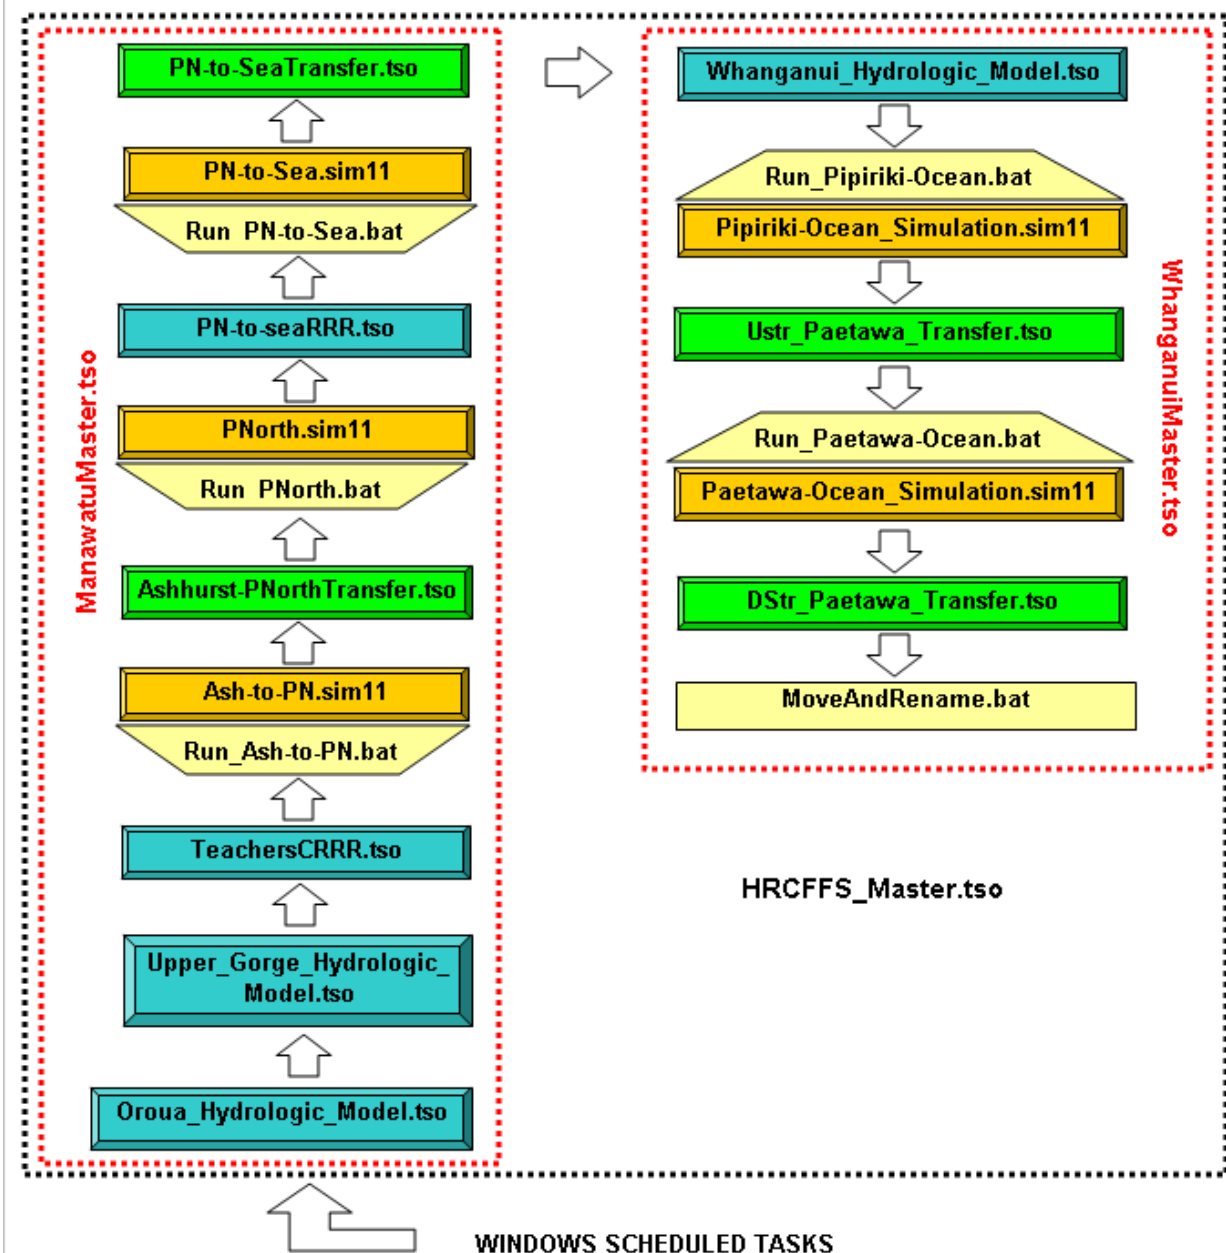 PN-to-SeaTransfer.tso
PN-to-Sea.sim11
Run PN-to-Sea.bat
PN-to-seaRRR.tso
PNorth.sim11
Run PNorth.bat
Ashhurst-PNorthTransfer.tso
Ash-to-PN.sim11
Run_Ash-to-PN.bat
TeachersCRRR.tso
Upper_Gorge_Hydrologic_
Model.tso
Oroua_Hydrologic_Model.tso
ManawatuMaster.tso
Whanganui_Hydrologic_Model.tso
Run_Pipiriki-Ocean.bat
Pipiriki-Ocean_Simulation.sim11
Ustr_Paetawa_Transfer.tso
Run_Paetawa-Ocean.bat
Paetawa-Ocean_Simulation.sim11
DStr_Paetawa_Transfer.tso
MoveAndRename.bat
WhanganuiMaster.tso
HRCFFS_Master.tso
WINDOWS SCHEDULED TASKS